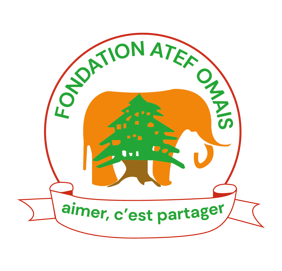 FONDATION ATEF OMAIS
aimer, c'est partager